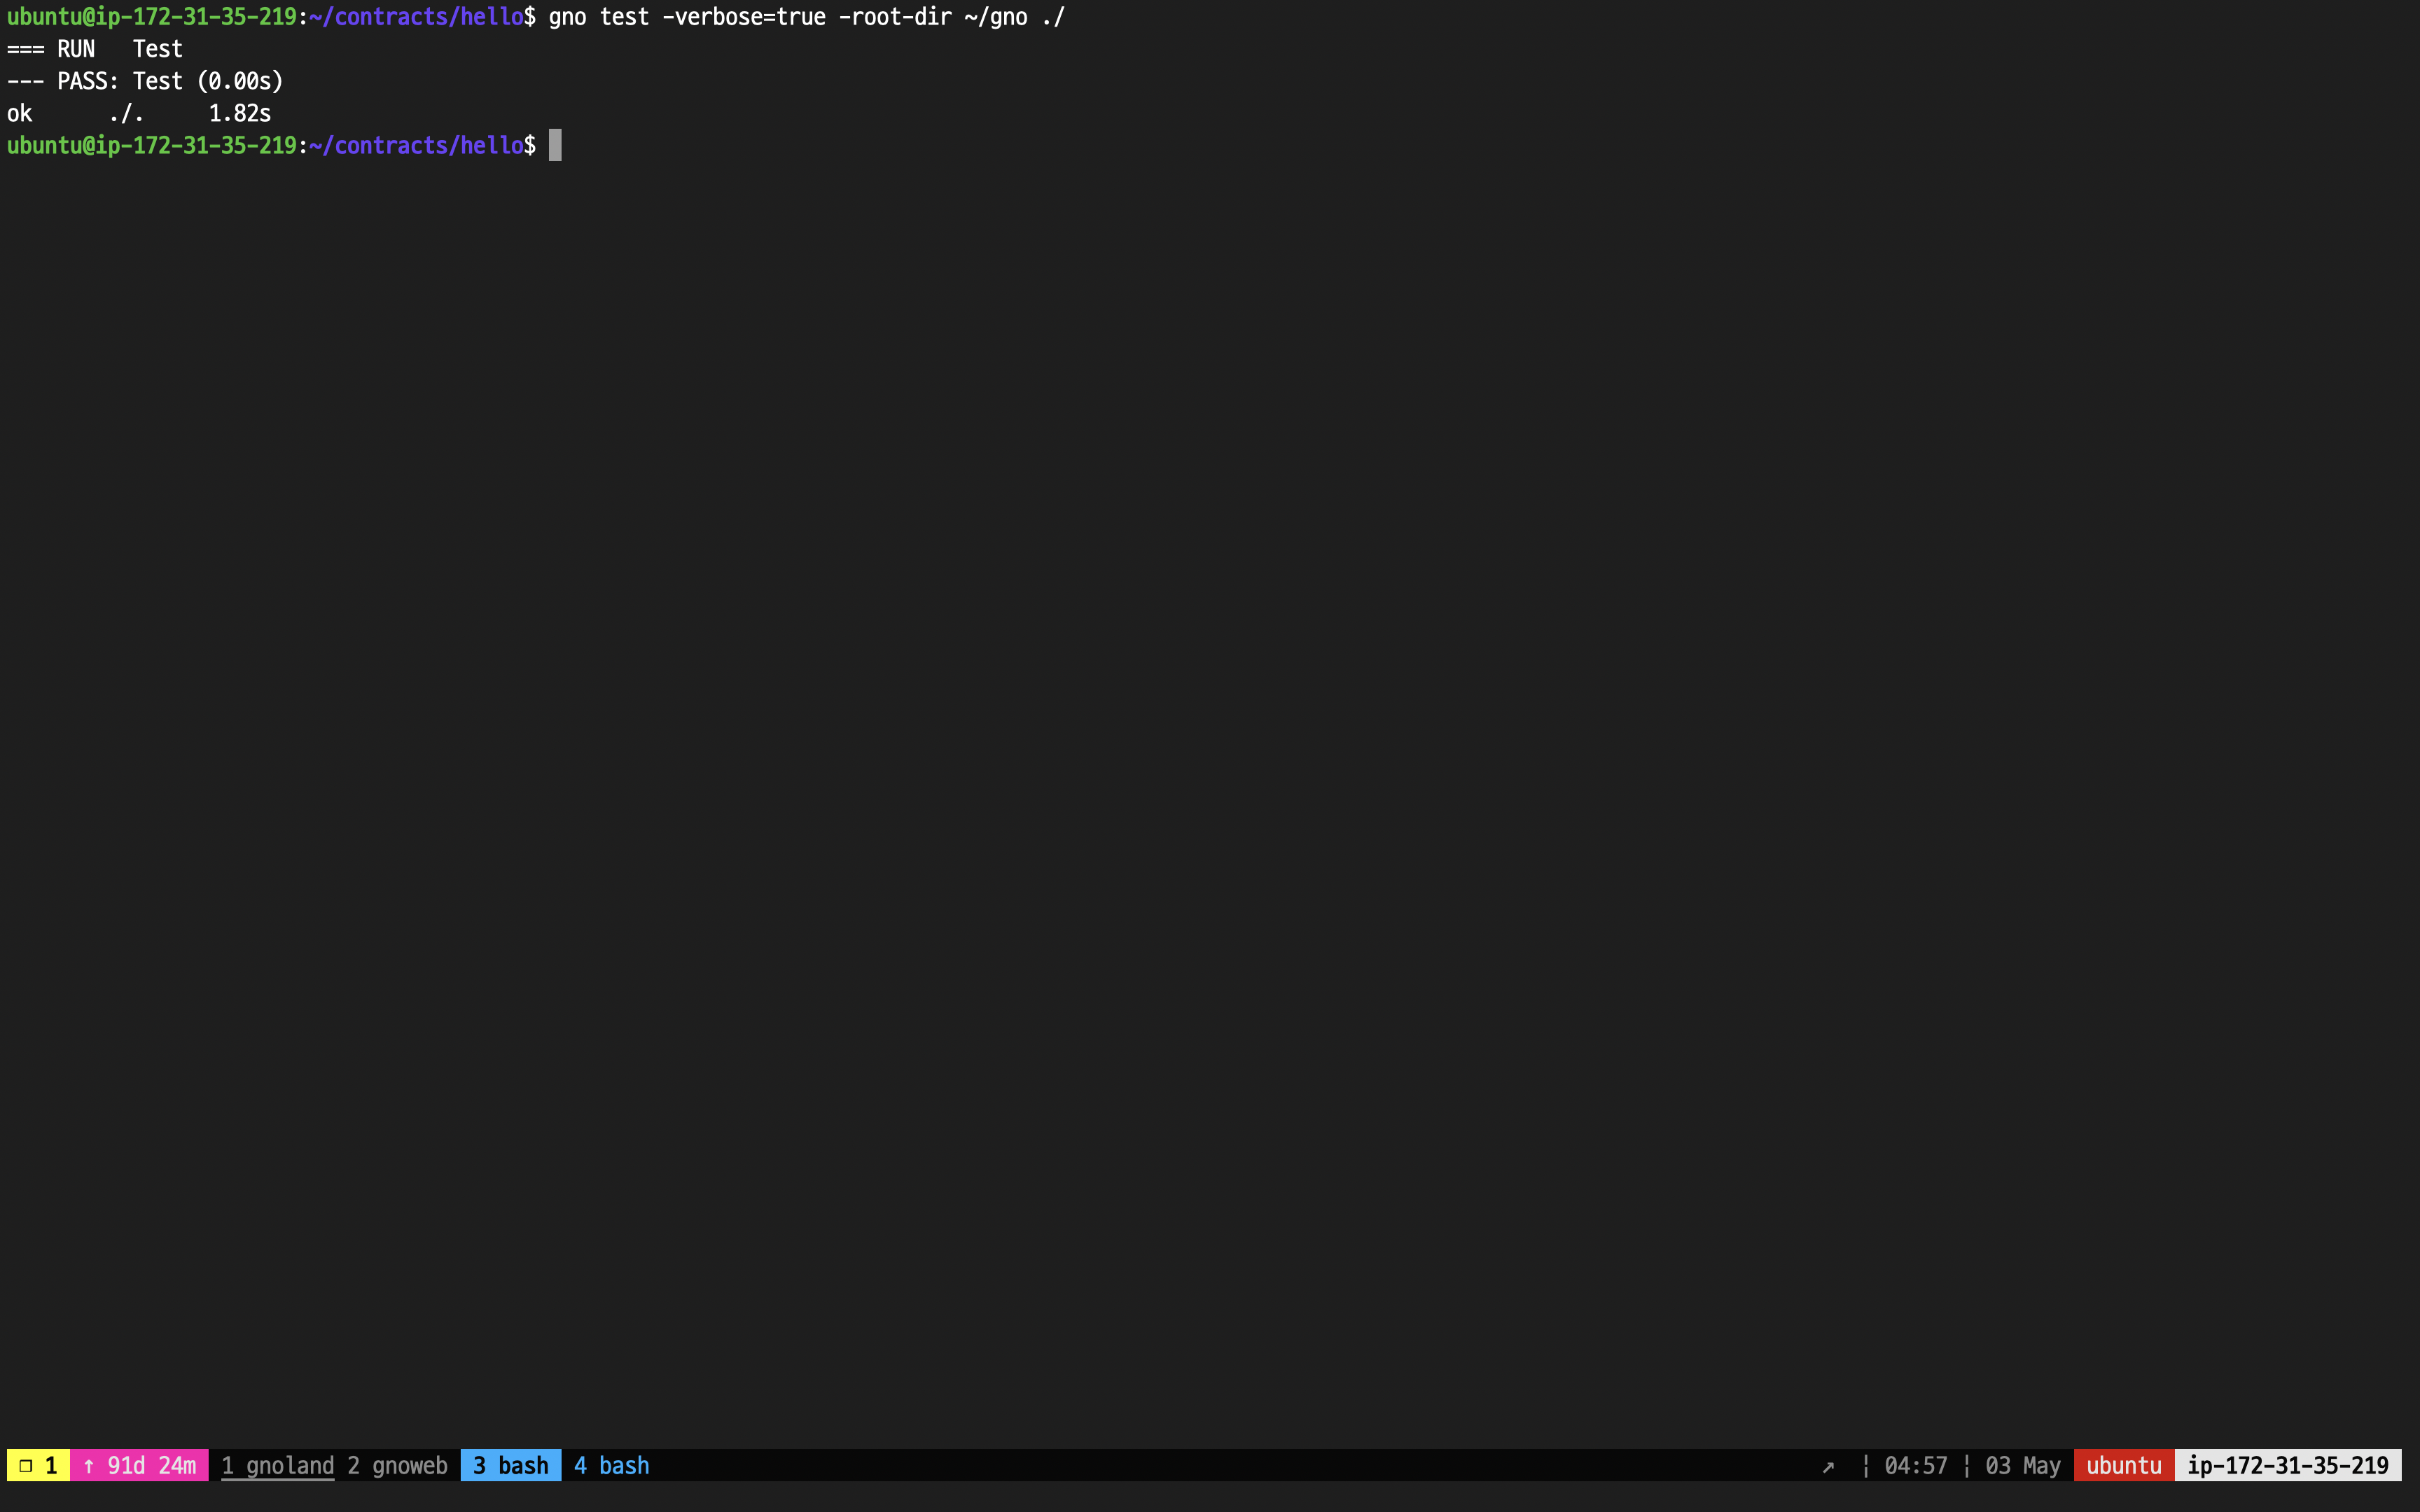 ubuntu@ip-172-31-35-219:~/contracts/hello$ gno test -verbose=true -root-dir ~/gno ./
=== RUN   Test
--- PASS: Test (0.00s)
ok      ./.     1.82s
ubuntu@ip-172-31-35-219:~/contracts/hello$
❐ 1 ↑ 91d 24m 1 gnoland 2 gnoweb 3 bash 4 bash ↗ ¦ 04:57 ¦ 03 May ubuntu ip-172-31-35-219